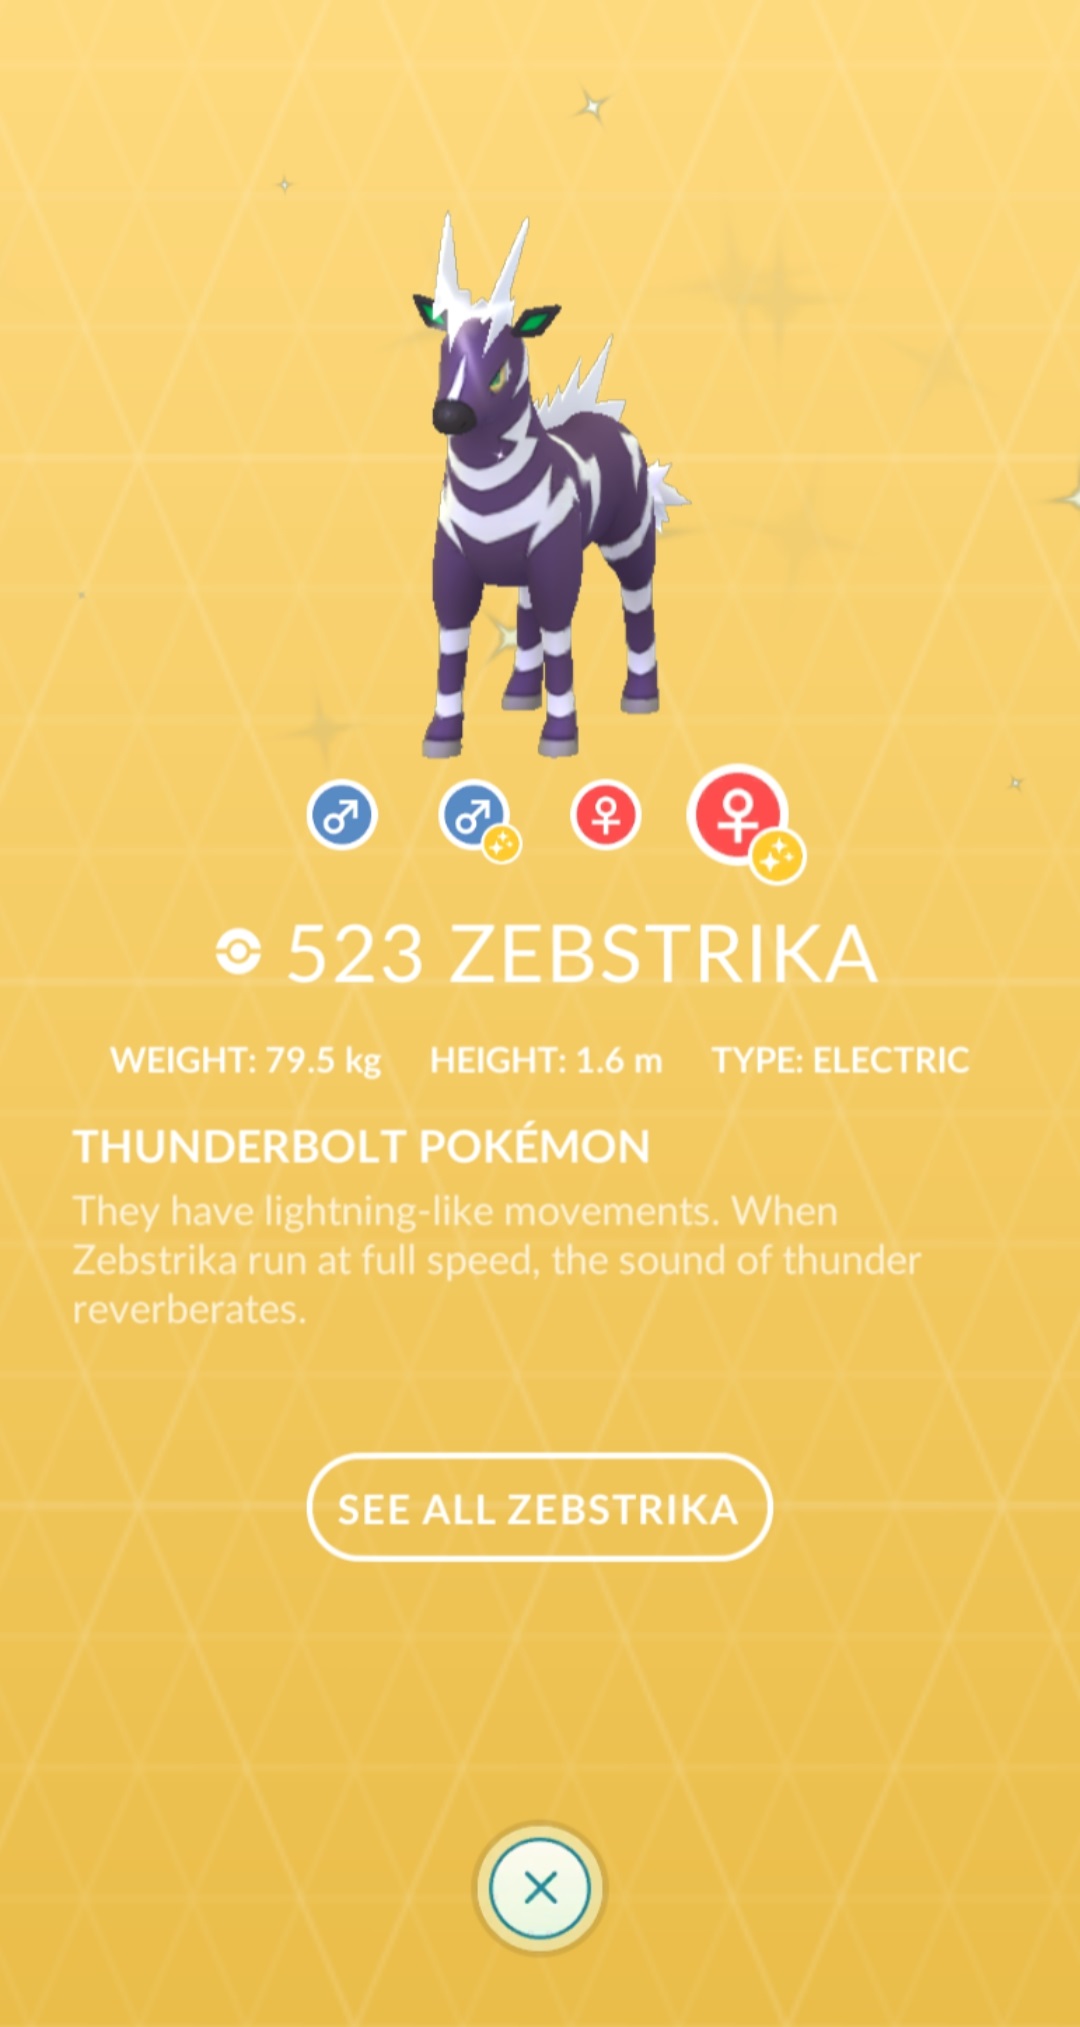 523 ZEBSTRIKA
WEIGHT: 79.5 kg HEIGHT: 1.6 m TYPE: ELECTRIC
THUNDERBOLT POKÉMON
They have lightning-like movements. When
Zebstrika run at full speed, the sound of thunder
reverberates.
SEE ALL ZEBSTRIKA